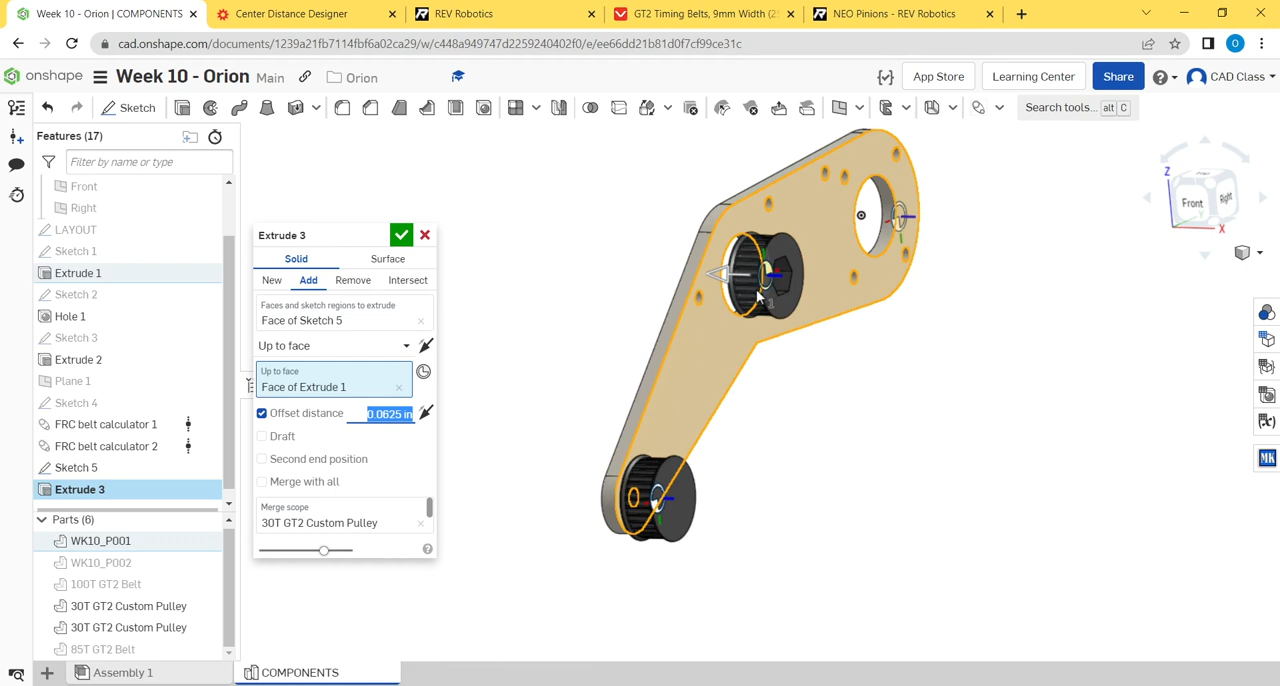 Week 10 - Orion | COMPONENTS
Center Distance Designer
REV Robotics
GT2 Timing Belts, 9mm Width (2
NEO Pinions - REV Robotics
cad.onshape.com/documents/1239a21fb7114fbf6a02ca29/w/c448a949747d3259240402f0/e/ee66dd21b81d0f7cf99ce31c
O
onshape
Week 10 - Orion
Main
Orion
App Store
Learning Center
Share
CAD Class
Sketch
Search tools... alt C
Features (17)
Filter by name or type
Front
Right
LAYOUT
Sketch 1
Extrude 1
Sketch 2
Hole 1
Sketch 3
Extrude 2
Plane 1
Sketch 4
FRC belt calculator 1
FRC belt calculator 2
Sketch 5
Extrude 3
Parts (6)
WK10_P001
WK10_P002
100T GT2 Belt
30T GT2 Custom Pulley
30T GT2 Custom Pulley
85T GT2 Belt
Extrude 3
Solid
Surface
New
Add
Remove
Intersect
Faces and sketch regions to extrude
Face of Sketch 5
Up to face
Up to face
Face of Extrude 1
Offset distance
0.0625 in
Draft
Second end position
Merge with all
Merge scope
30T GT2 Custom Pulley
1
Z
Front
Right
Y
X
MK
Assembly 1
COMPONENTS